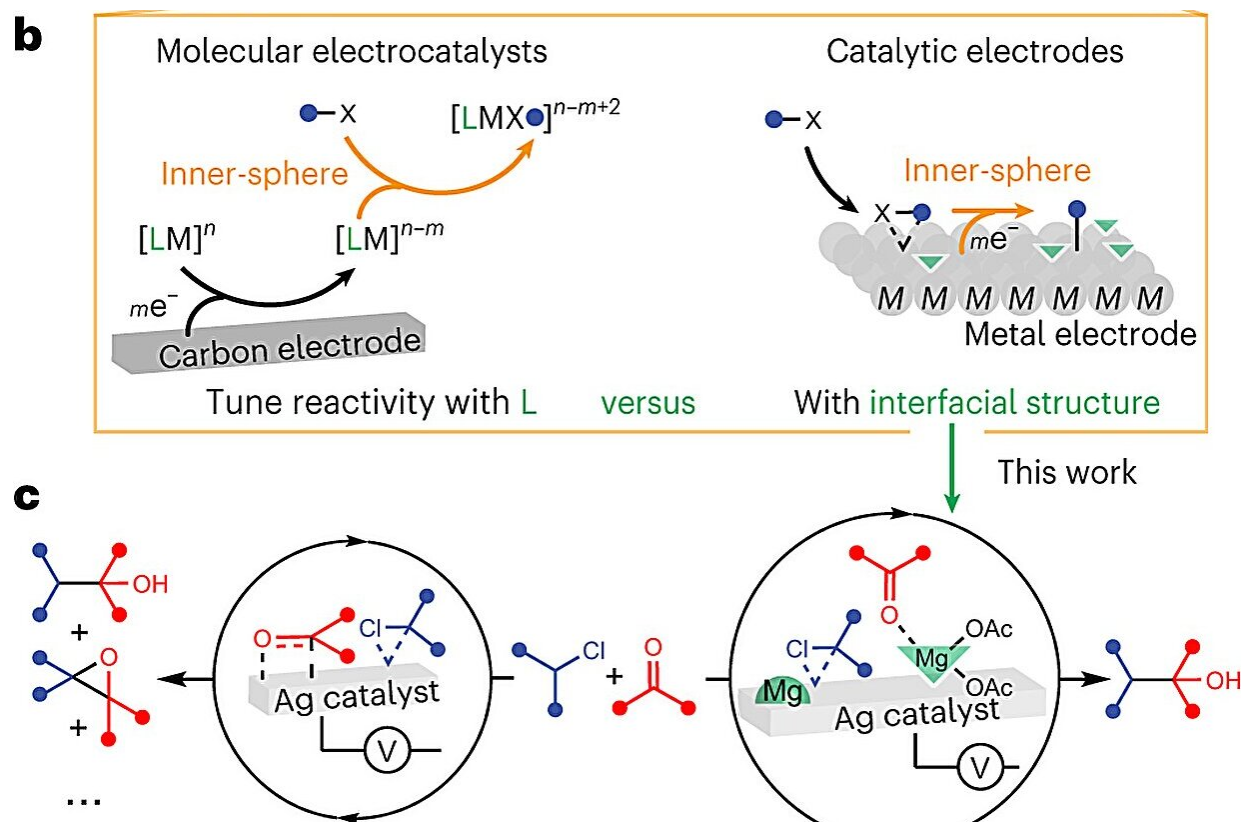 b
Molecular electrocatalysts
X
[LMX]ⁿ⁻ᵐ⁺²
Inner-sphere
[LM]ⁿ
[LM]ⁿ⁻ᵐ
me⁻
Carbon electrode
Catalytic electrodes
X
Inner-sphere
X
me⁻
M M M M M M M
Metal electrode
Tune reactivity with L versus With interfacial structure
This work
c
OH
+
O
+
...
O
Cl
Ag catalyst
V
Cl
+
O
O
Cl
Mg
OAc
OAc
Mg
Ag catalyst
V
OH